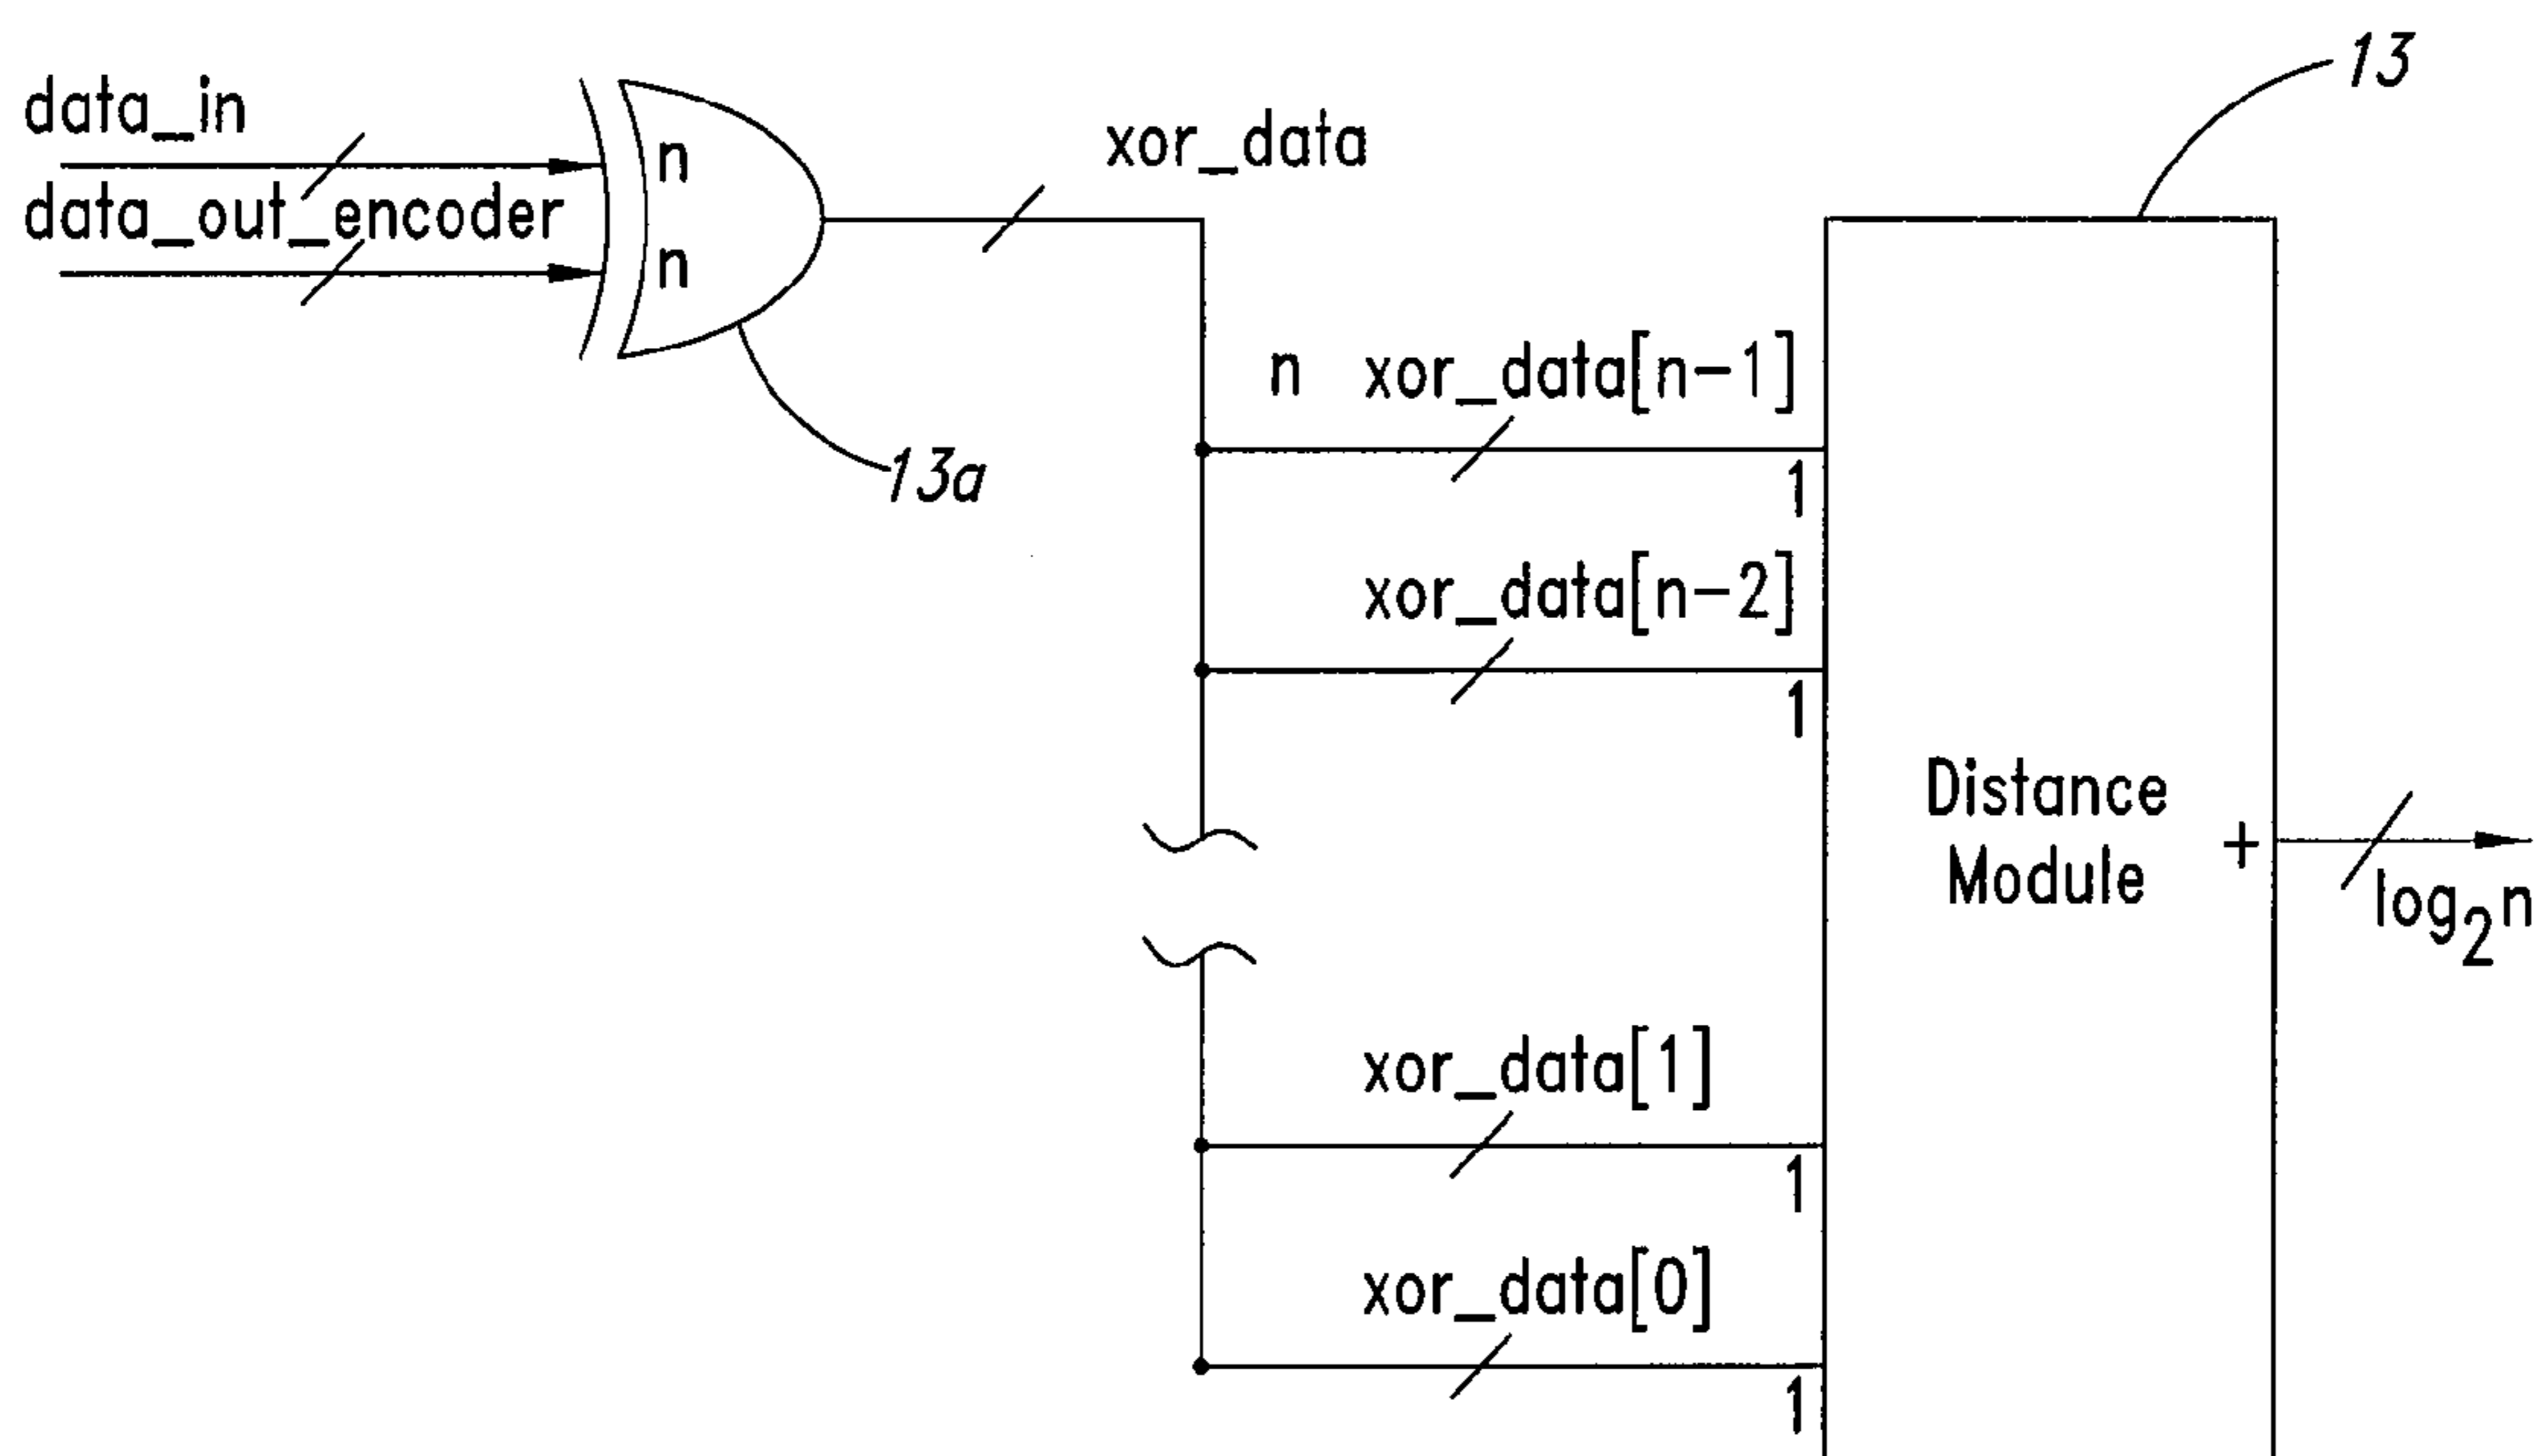 13
data_in
n
xor_data
data_out_encoder
n
n xor_data[n-1]
13a
1
xor_data[n-2]
1
Distance
Module
+
log2n
xor_data[1]
1
xor_data[0]
1